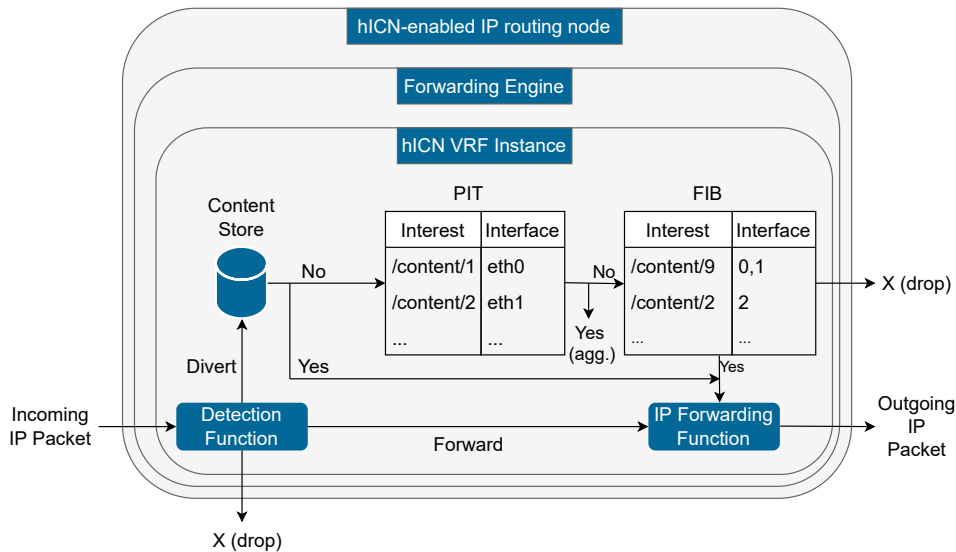 hICN-enabled IP routing node
Forwarding Engine
hICN VRF Instance
Content
Store
PIT
FIB
Interest Interface
/content/1 eth0
/content/2 eth1
... ...
Interest Interface
/content/9 0,1
/content/2 2
... ...
No
No
Yes
(agg.)
X (drop)
Divert
Yes
Yes
Incoming
IP Packet
Detection
Function
Forward
IP Forwarding
Function
Outgoing
IP
Packet
X (drop)